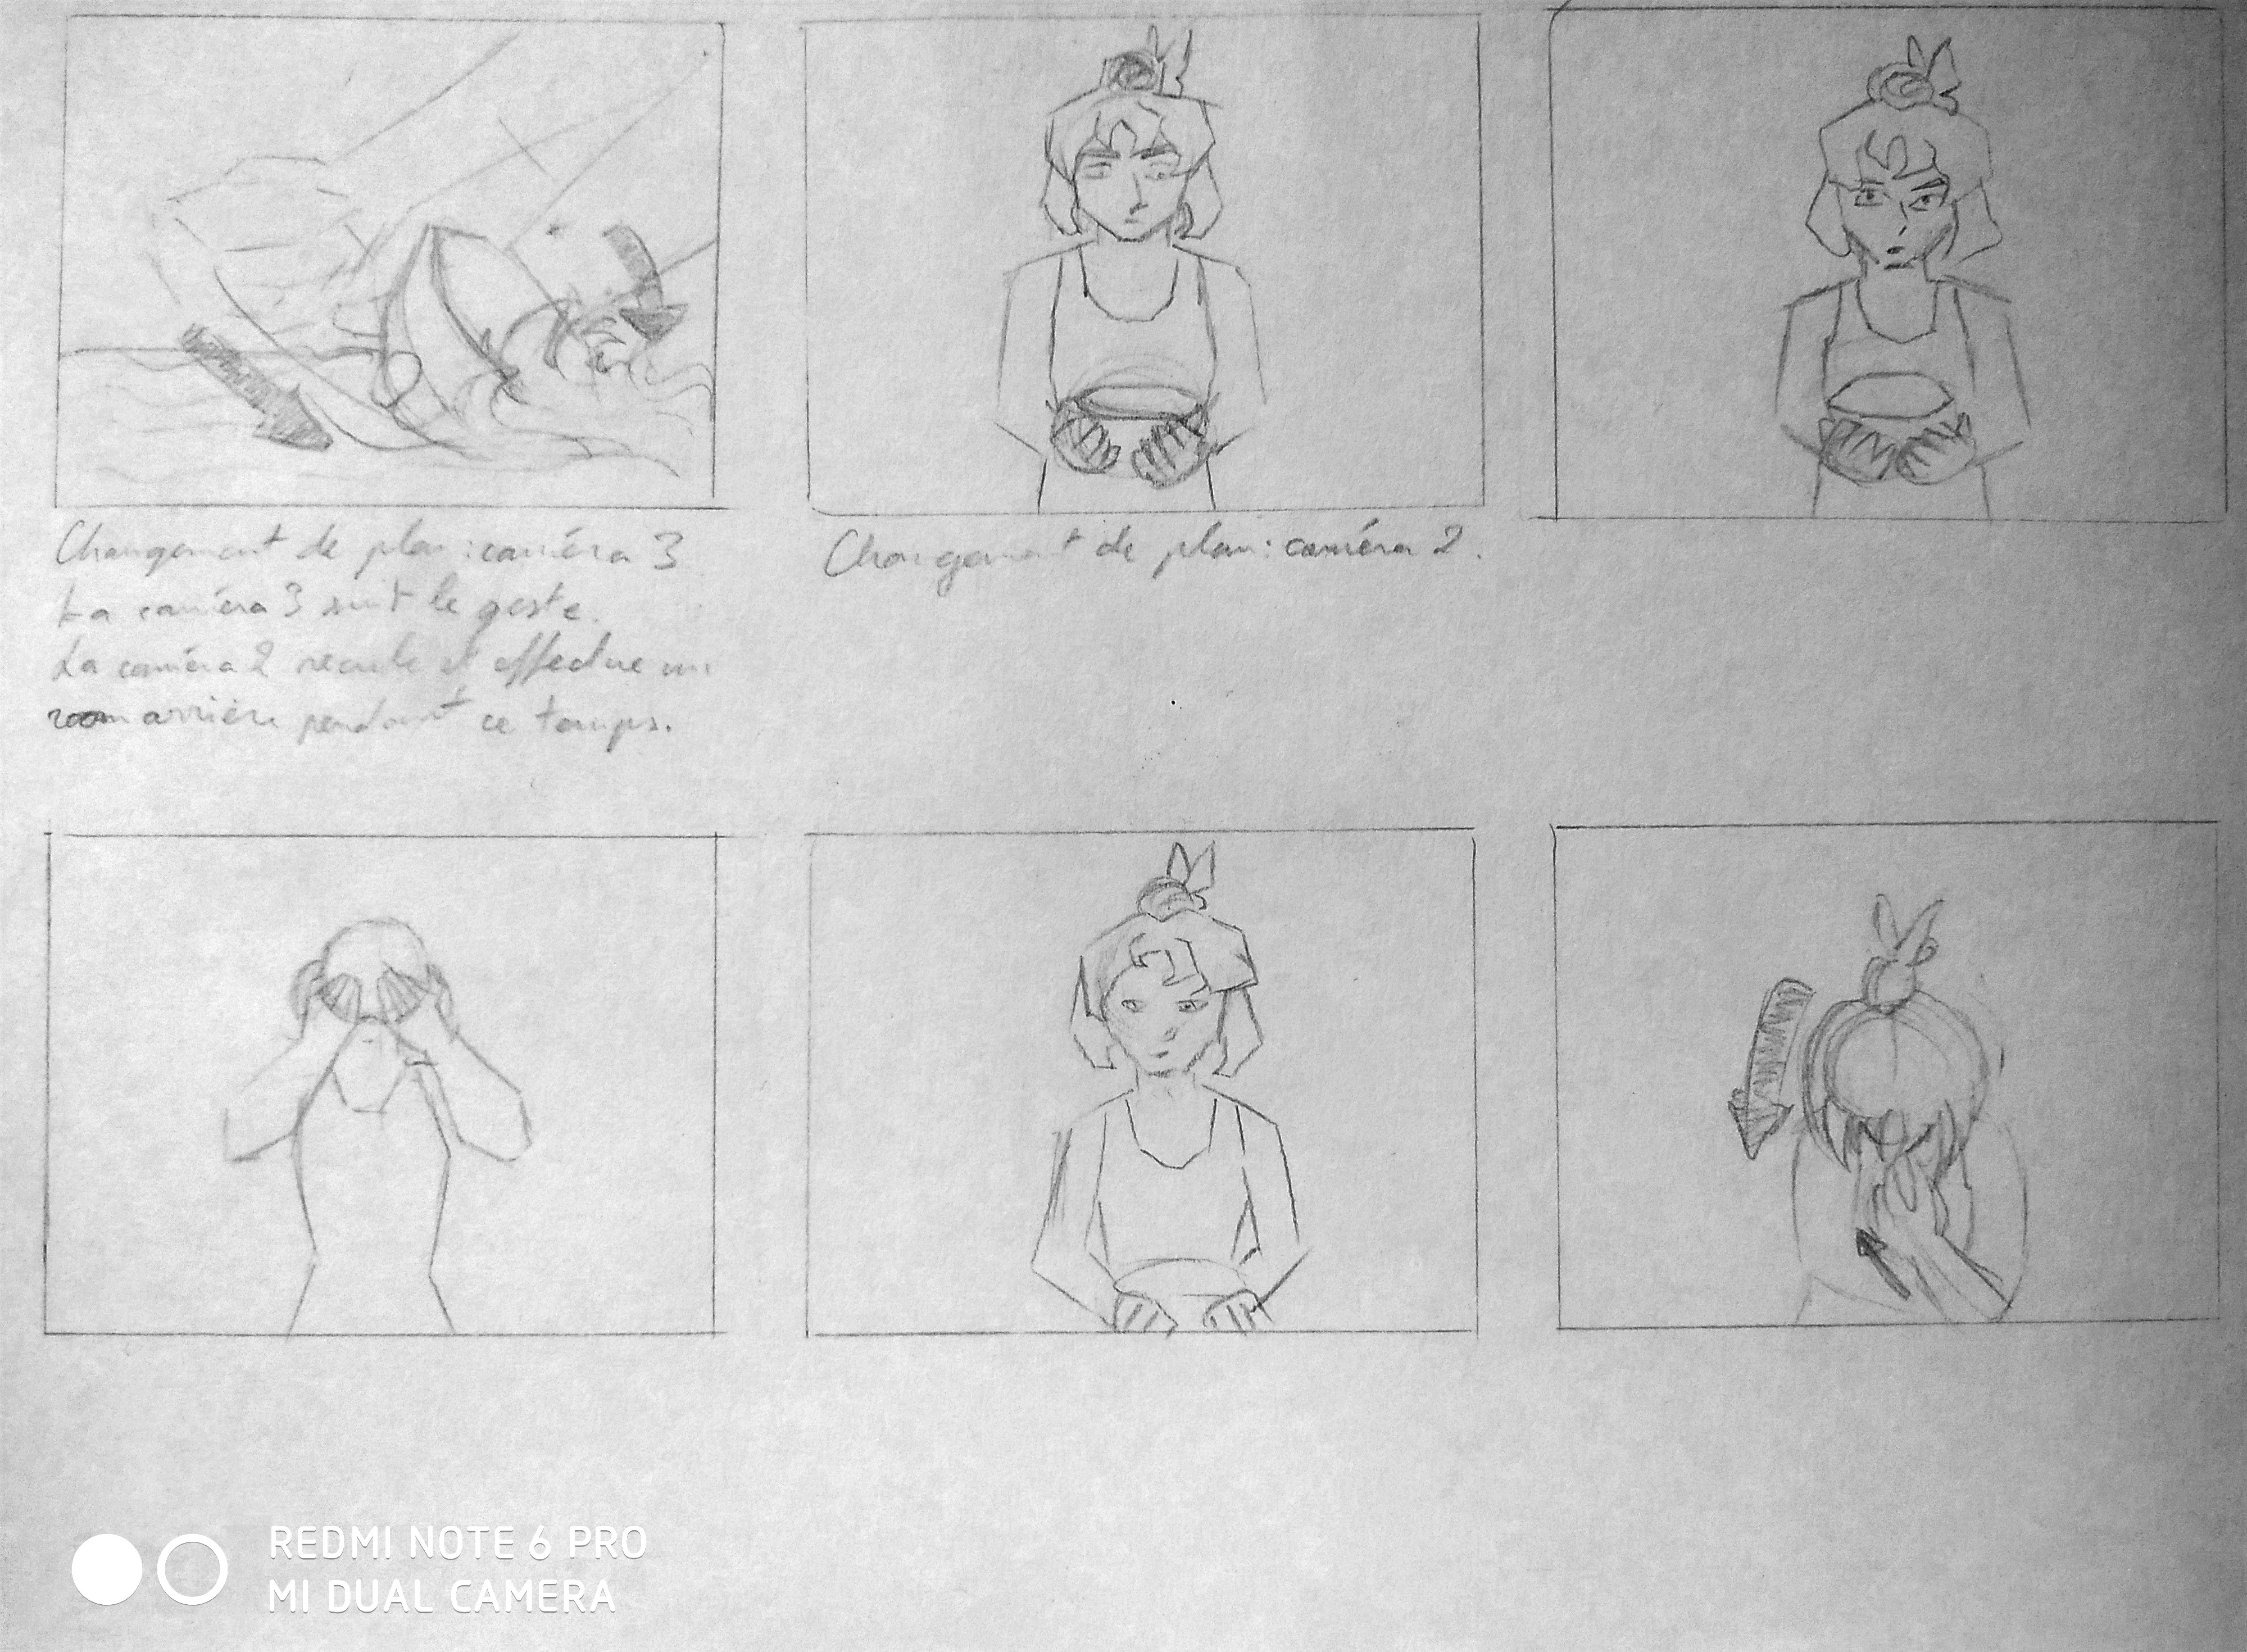 Changement de plan : caméra 3
La caméra 3 suit le geste.
La caméra 2 recule et effectue un
zoom arrière pendant ce temps.
Changement de plan : caméra 2.
REDMI NOTE 6 PRO
MI DUAL CAMERA